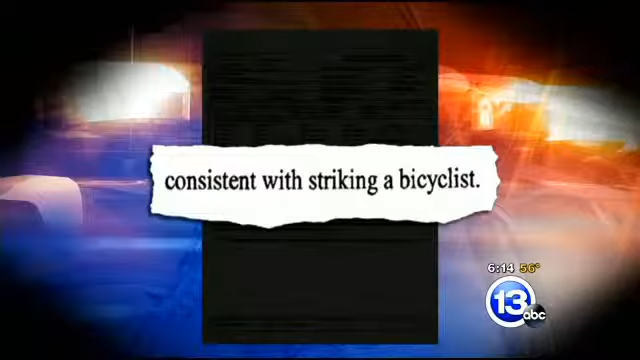 consistent with striking a bicyclist.
6:14 56°
13
abc